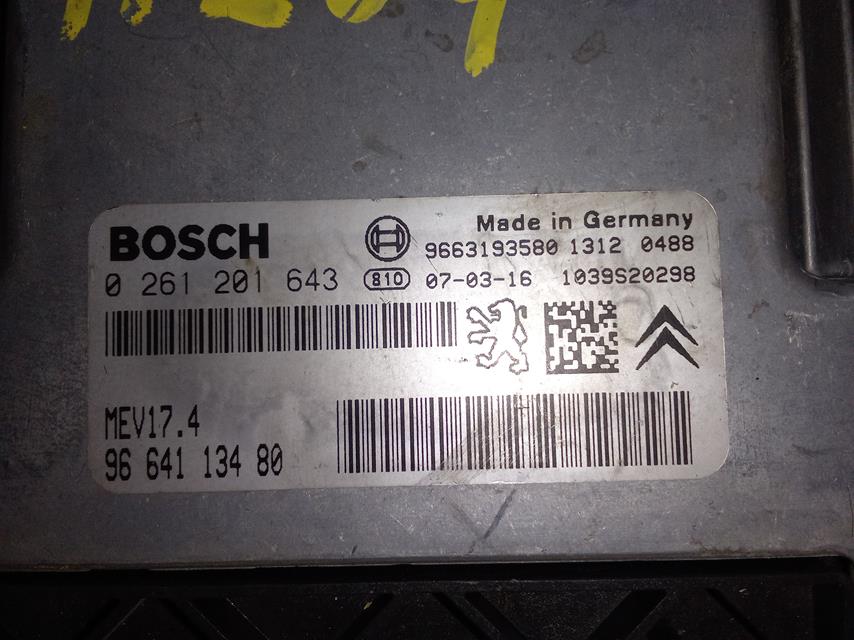 BOSCH
Made in Germany
9663193580 1312 0488
0 261 201 643 810 07-03-16 1039S20298
MEV17.4
96 641 134 80